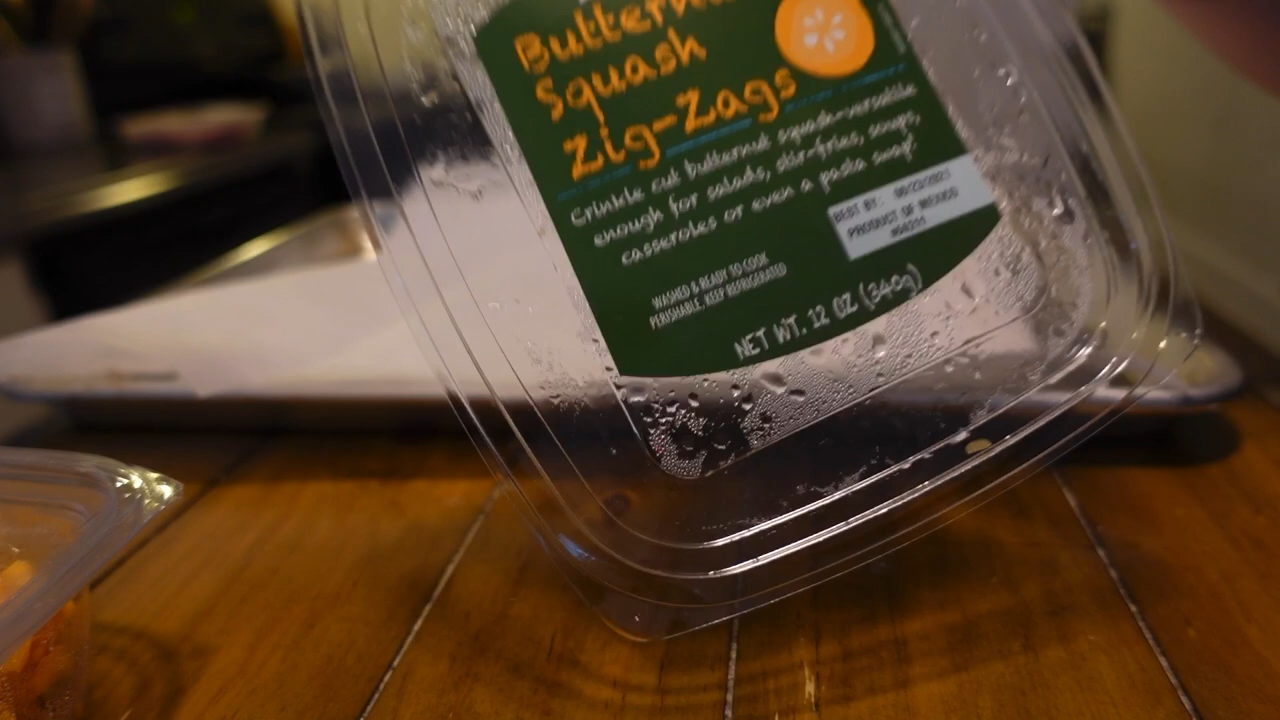 Butternut
Squash
Zig-Zags
Crinkle cut butternut squash-versatile
enough for salads, stir-fries, soups,
casseroles or even a pasta swap!
BEST BY:
PRODUCT OF MEXICO
WASHED & READY TO COOK
PERISHABLE, KEEP REFRIGERATED
NET WT. 12 OZ (340g)